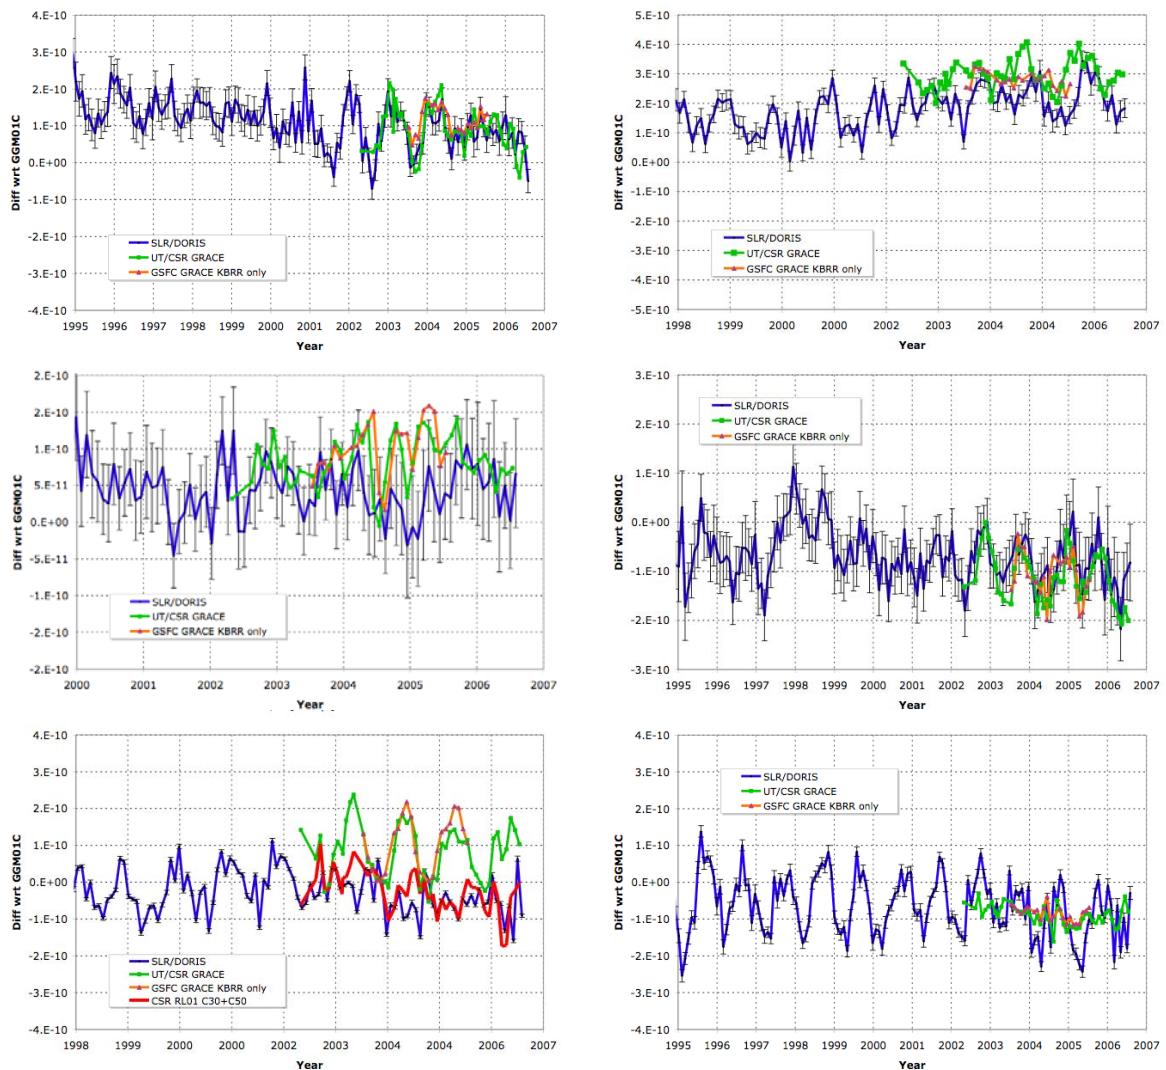 4.E-10
3.E-10
2.E-10
1.E-10
0.E+00
-1.E-10
-2.E-10
-3.E-10
-4.E-10
Diff wrt GGM01C
SLR/DORIS
UT/CSR GRACE
GSFC GRACE KBRR only
1995 1996 1997 1998 1999 2000 2001 2002 2003 2004 2005 2006 2007
Year
5.E-10
4.E-10
3.E-10
2.E-10
1.E-10
0.E+00
-1.E-10
-2.E-10
-3.E-10
-4.E-10
-5.E-10
Diff wrt GGM01C
SLR/DORIS
UT/CSR GRACE
GSFC GRACE KBRR only
1998 1999 2000 2002 2003 2004 2004 2006 2007
Year
2.E-10
2.E-10
1.E-10
5.E-11
0.E+00
-5.E-11
-1.E-10
-2.E-10
-2.E-10
Diff wrt GGM01C
SLR/DORIS
UT/CSR GRACE
GSFC GRACE KBRR only
2000 2001 2002 2004 2005 2006 2007
Year
3.E-10
2.E-10
1.E-10
0.E+00
-1.E-10
-2.E-10
-3.E-10
Diff wrt GGM01C
SLR/DORIS
UT/CSR GRACE
GSFC GRACE KBRR only
1995 1996 1997 1998 1999 2000 2001 2002 2003 2004 2005 2006 2007
Year
4.E-10
3.E-10
2.E-10
1.E-10
0.E+00
-1.E-10
-2.E-10
-3.E-10
-4.E-10
Diff wrt GGM01C
SLR/DORIS
UT/CSR GRACE
GSFC GRACE KBRR only
CSR RL01 C30+C50
1998 1999 2000 2000 2002 2003 2004 2004 2006 2007
Year
4.E-10
3.E-10
2.E-10
1.E-10
0.E+00
-1.E-10
-2.E-10
-3.E-10
-4.E-10
Diff wrt GGM01C
SLR/DORIS
UT/CSR GRACE
GSFC GRACE KBRR only
1995 1996 1997 1998 1999 2000 2001 2002 2003 2004 2005 2006 2007
Year